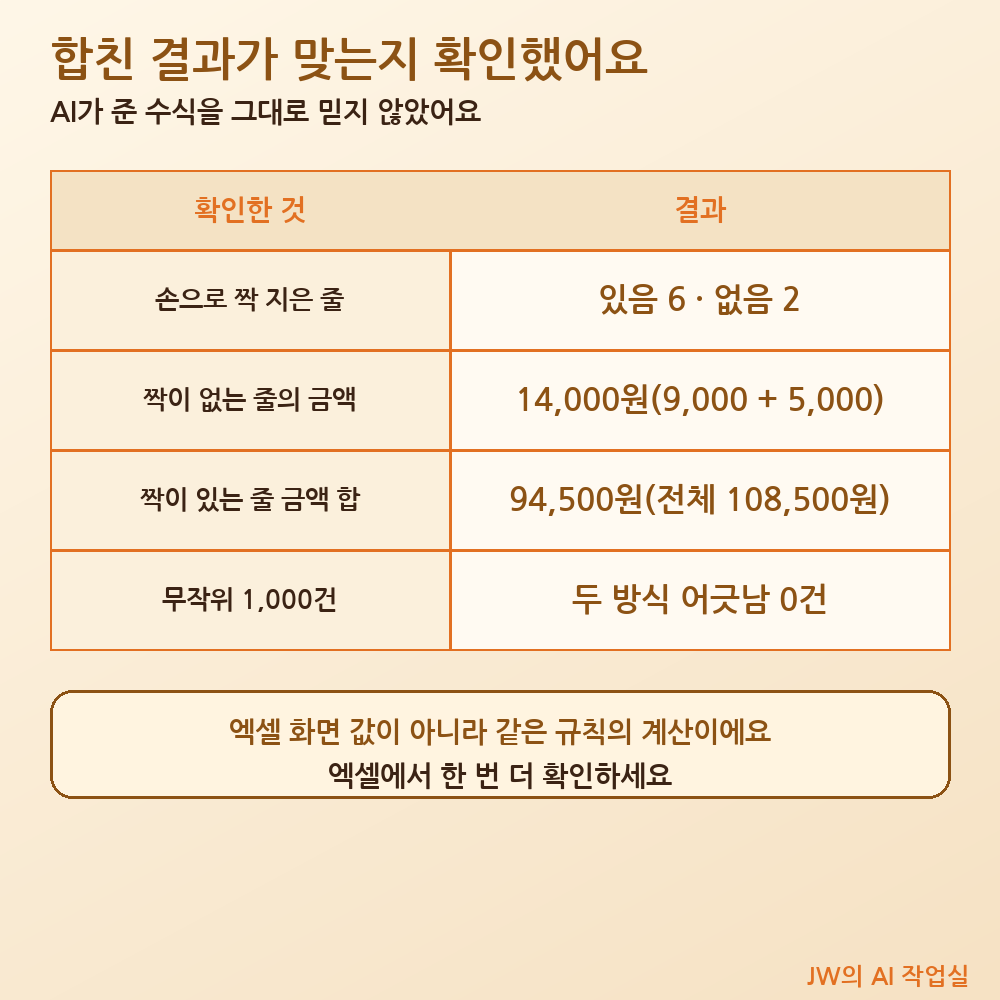 합친 결과가 맞는지 확인했어요
AI가 준 수식을 그대로 믿지 않았어요
확인한 것
결과
손으로 짝 지은 줄
있음 6 · 없음 2
짝이 없는 줄의 금액
14,000원(9,000 + 5,000)
짝이 있는 줄 금액 합
94,500원(전체 108,500원)
무작위 1,000건
두 방식 어긋남 0건
엑셀 화면 값이 아니라 같은 규칙의 계산이에요
엑셀에서 한 번 더 확인하세요
JW의 AI 작업실